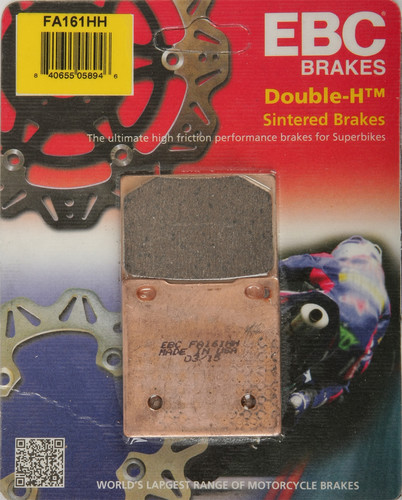 FA161HH
8 40655 05894 6
EBC
BRAKES
Double-H™
Sintered Brakes
The ultimate high friction performance brakes for Superbikes
EBC FA161HH
MADE IN USA
03/15
WORLD'S LARGEST RANGE OF MOTORCYCLE BRAKES